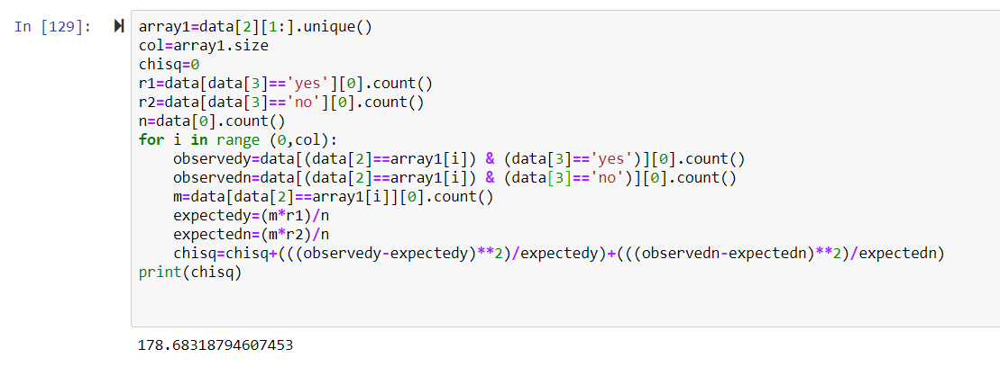 In [129]:
array1=data[2][1:].unique()
col=array1.size
chisq=0
r1=data[data[3]=='yes'][0].count()
r2=data[data[3]=='no'][0].count()
n=data[0].count()
for i in range (0,col):
    observedy=data[(data[2]==array1[i]) & (data[3]=='yes')][0].count()
    observedn=data[(data[2]==array1[i]) & (data[3]=='no')][0].count()
    m=data[data[2]==array1[i]][0].count()
    expectedy=(m*r1)/n
    expectedn=(m*r2)/n
    chisq=chisq+(((observedy-expectedy)**2)/expectedy)+(((observedn-expectedn)**2)/expectedn)
print(chisq)
178.68318794607453